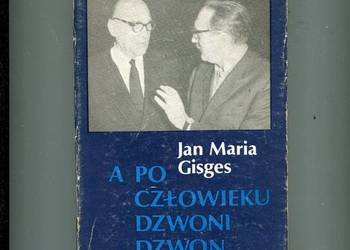 Jan Maria
Gisges
A PO
CZŁOWIEKU
DZWONI
DZWON